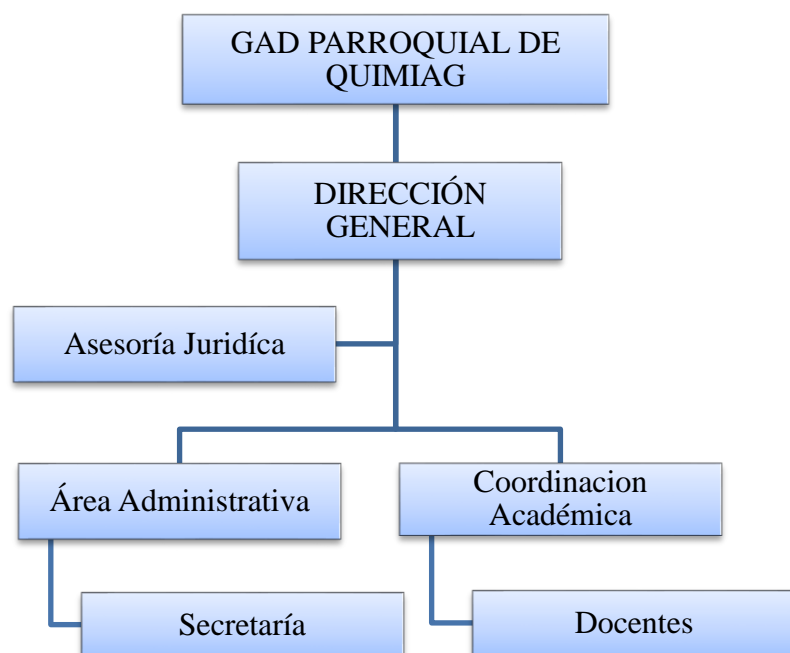 GAD PARROQUIAL DE
QUIMIAG
DIRECCIÓN
GENERAL
Asesoría Juridíca
Área Administrativa
Coordinacion
Académica
Secretaría
Docentes